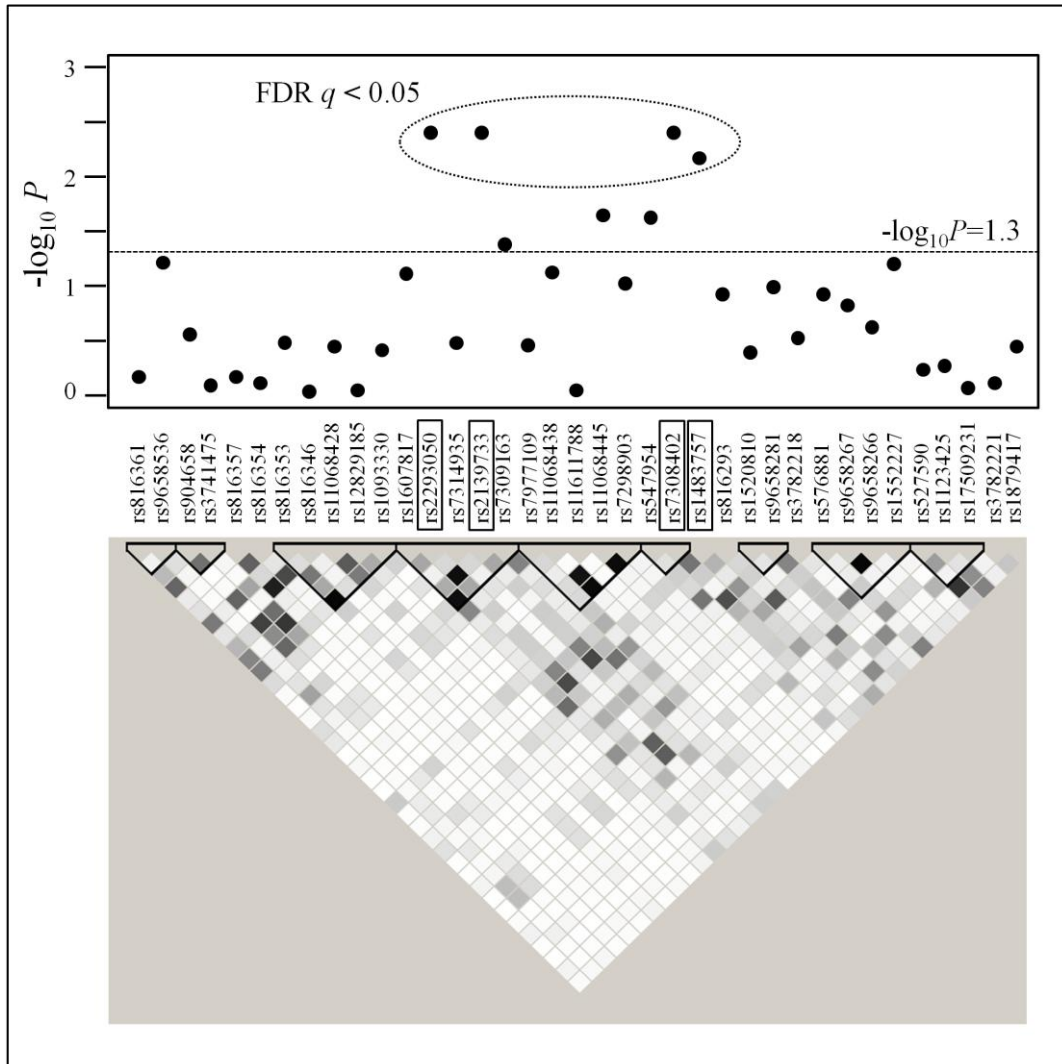 3
FDR q < 0.05
2
-log10 P
-log10P=1.3
1
0
rs816361
rs9658536
rs904658
rs3741475
rs816357
rs816354
rs816353
rs816346
rs11068428
rs12829185
rs1093330
rs1607817
rs2293050
rs7314935
rs2139733
rs7309163
rs7977109
rs11068438
rs11611788
rs11068445
rs7298903
rs547954
rs7308402
rs1483757
rs816293
rs1520810
rs9658281
rs3782218
rs576881
rs9658267
rs9658266
rs1552227
rs527590
rs1123425
rs17509231
rs3782221
rs1879417